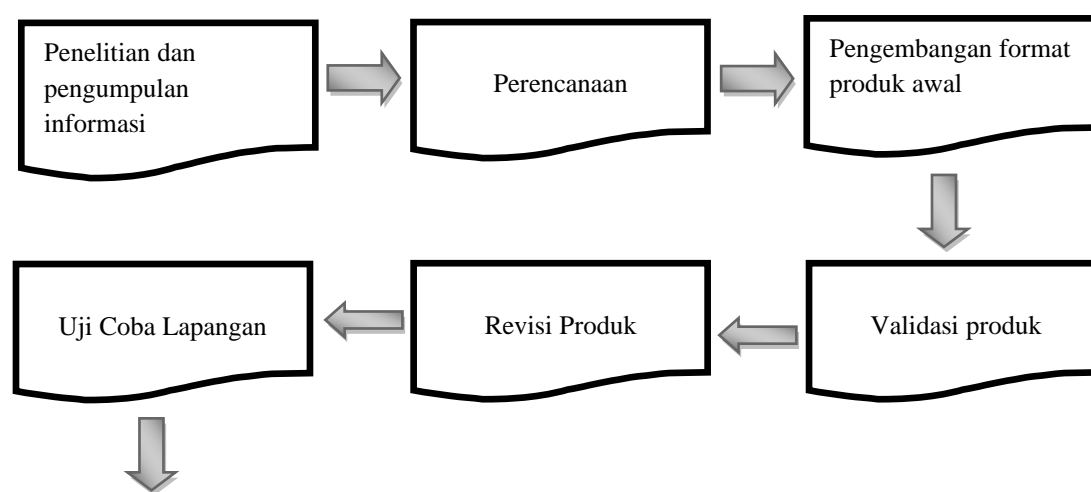 Penelitian dan
pengumpulan
informasi
Perencanaan
Pengembangan format
produk awal
Validasi produk
Revisi Produk
Uji Coba Lapangan